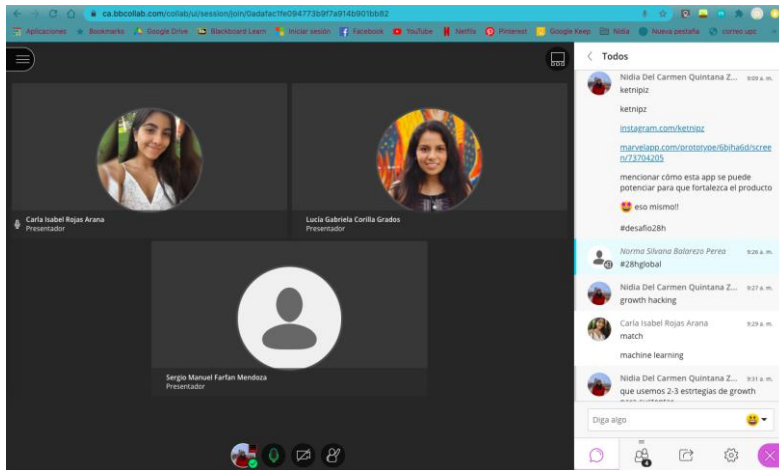 ca.bbcollab.com/collab/ui/session/join/0adafac1fe094773b9f7a914b901bb82
Aplicaciones Bookmarks Google Drive Blackboard Learn Iniciar sesión Facebook YouTube Netflix Pinterest Google Keep Nidia Nueva pestaña correo upc
Todos
Nidia Del Carmen Quintana Z... 9:09 a. m.
ketnipiz
ketnipz
instagram.com/ketnipz
marvelapp.com/prototype/6bjha6d/scree
n/73704205
mencionar cómo esta app se puede
potenciar para que fortalezca el producto
eso mismo!!
#desafio28h
Norma Silvana Balarezo Perea 9:26 a. m.
#28hglobal
Nidia Del Carmen Quintana Z... 9:27 a. m.
growth hacking
Carla Isabel Rojas Arana 9:29 a. m.
match
machine learning
Nidia Del Carmen Quintana Z... 9:31 a. m.
que usemos 2-3 estrtegias de growth
Diga algo
4
Carla Isabel Rojas Arana
Presentador
Lucía Gabriela Corilla Grados
Presentador
Sergio Manuel Farfan Mendoza
Presentador